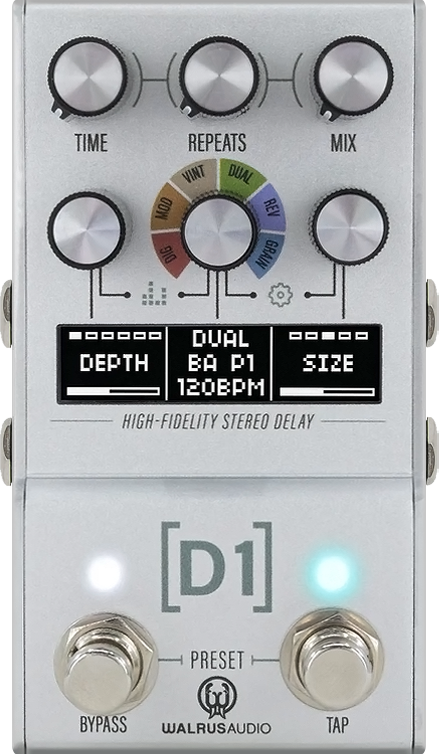 TIME REPEATS MIX
DIG MOD VINT DUAL REV GRAIN
DEPTH
DUAL
BA P1
120BPM
SIZE
HIGH-FIDELITY STEREO DELAY
[D1]
PRESET
BYPASS WALRUSAUDIO TAP